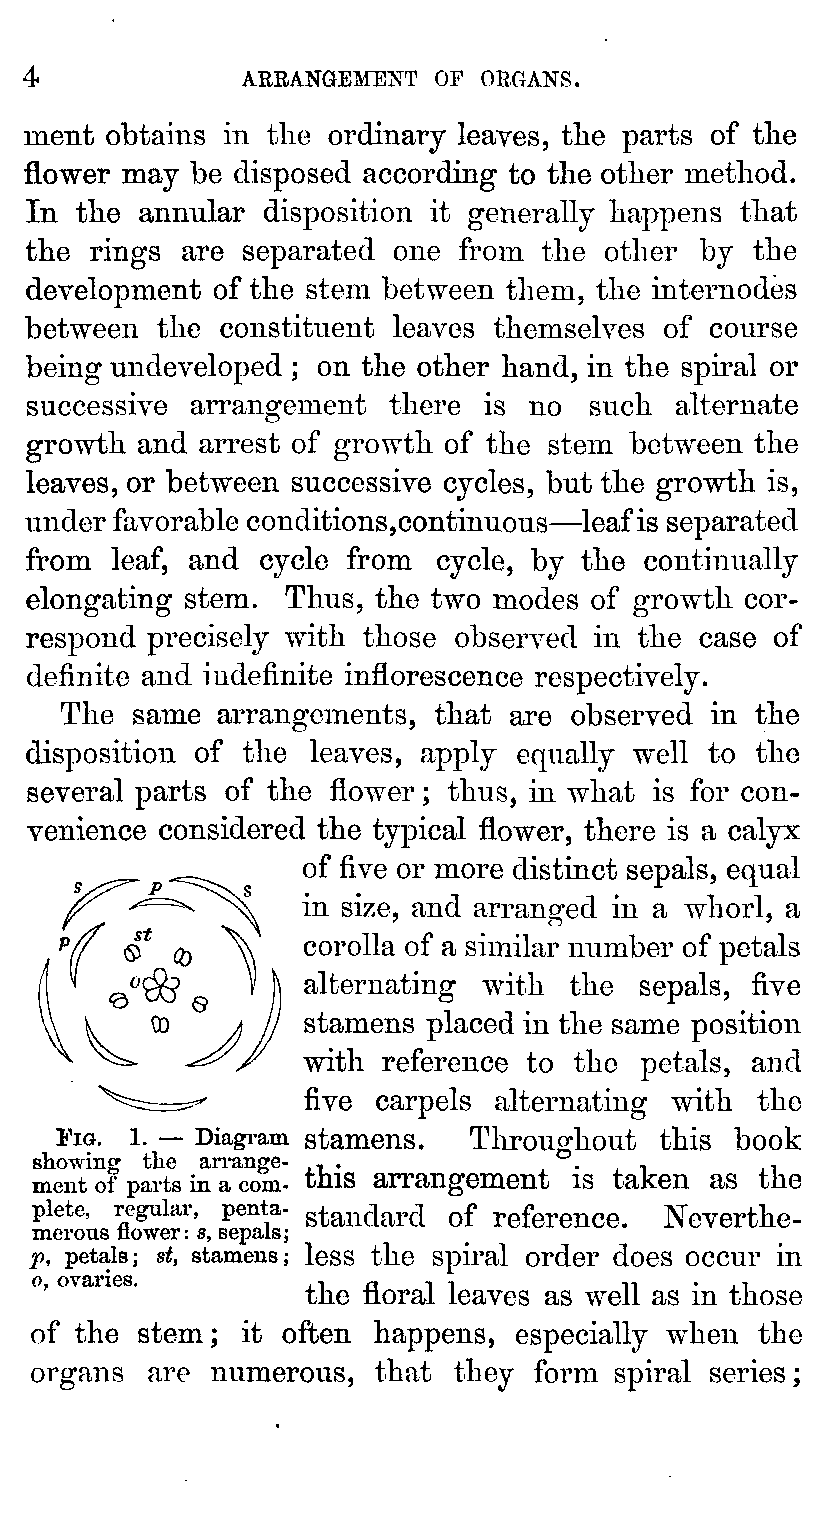 4 ARRANGEMENT OF ORGANS.
ment obtains in the ordinary leaves, the parts of the
flower may be disposed according to the other method.
In the annular disposition it generally happens that
the rings are separated one from the other by the
development of the stem between them, the internodes
between the constituent leaves themselves of course
being undeveloped ; on the other hand, in the spiral or
successive arrangement there is no such alternate
growth and arrest of growth of the stem between the
leaves, or between successive cycles, but the growth is,
under favorable conditions,continuous—leaf is separated
from leaf, and cycle from cycle, by the continually
elongating stem. Thus, the two modes of growth cor-
respond precisely with those observed in the case of
definite and indefinite inflorescence respectively.
The same arrangements, that are observed in the
disposition of the leaves, apply equally well to the
several parts of the flower ; thus, in what is for con-
venience considered the typical flower, there is a calyx
of five or more distinct sepals, equal
in size, and arranged in a whorl, a
corolla of a similar number of petals
alternating with the sepals, five
stamens placed in the same position
with reference to the petals, and
five carpels alternating with the
stamens. Throughout this book
this arrangement is taken as the
standard of reference. Neverthe-
less the spiral order does occur in
the floral leaves as well as in those
s p s
p st
o
FIG. 1. — Diagram
showing the arrange-
ment of parts in a com-
plete, regular, penta-
merous flower: s, sepals;
p, petals; st, stamens;
o, ovaries.
of the stem ; it often happens, especially when the
organs are numerous, that they form spiral series ;